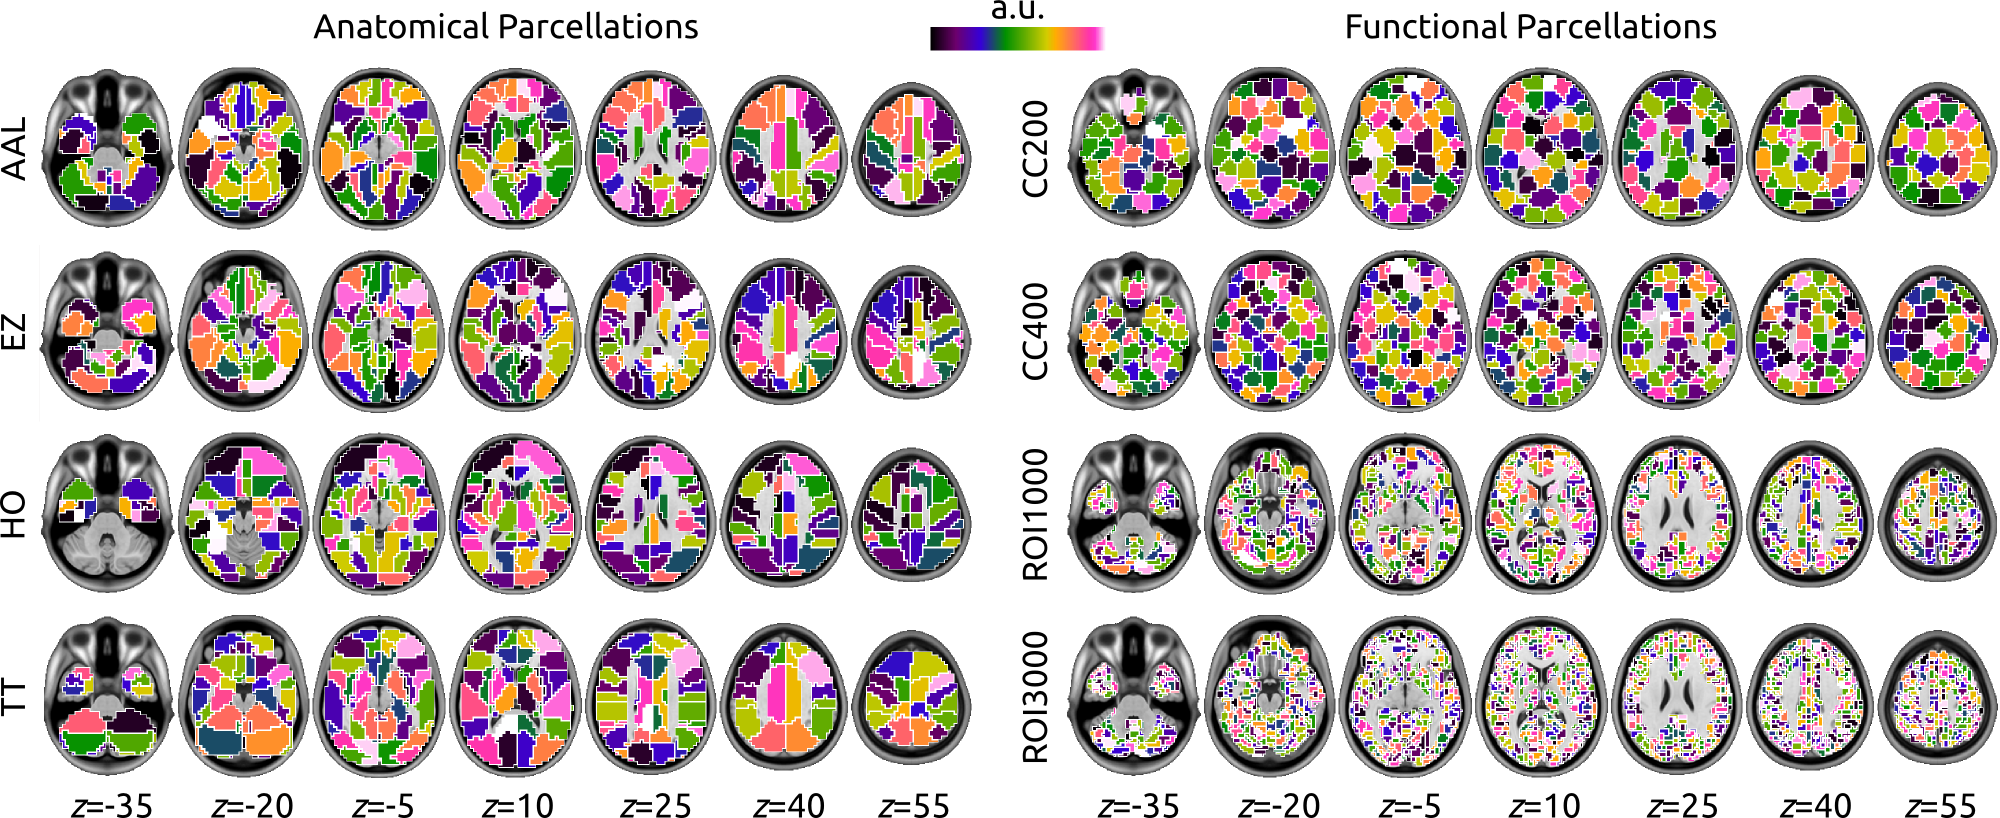 Anatomical Parcellations
a.u.
Functional Parcellations
AAL
CC200
EZ
CC400
HO
ROI1000
TT
ROI3000
z=-35 z=-20 z=-5 z=10 z=25 z=40 z=55
z=-35 z=-20 z=-5 z=10 z=25 z=40 z=55